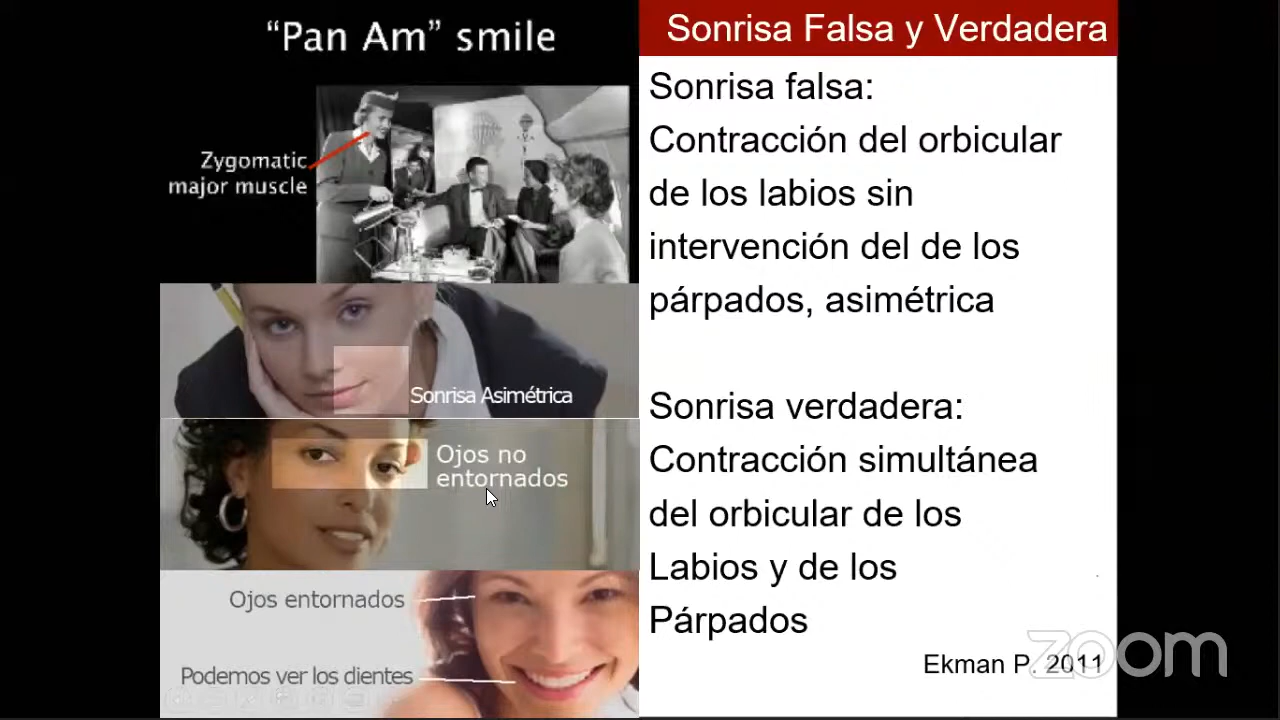 “Pan Am” smile
Zygomatic
major muscle
Sonrisa Asimétrica
Ojos no
entornados
Ojos entornados
Podemos ver los dientes
Sonrisa Falsa y Verdadera
Sonrisa falsa:
Contracción del orbicular
de los labios sin
intervención del de los
párpados, asimétrica
Sonrisa verdadera:
Contracción simultánea
del orbicular de los
Labios y de los
Párpados
Ekman P. 2011
zoom